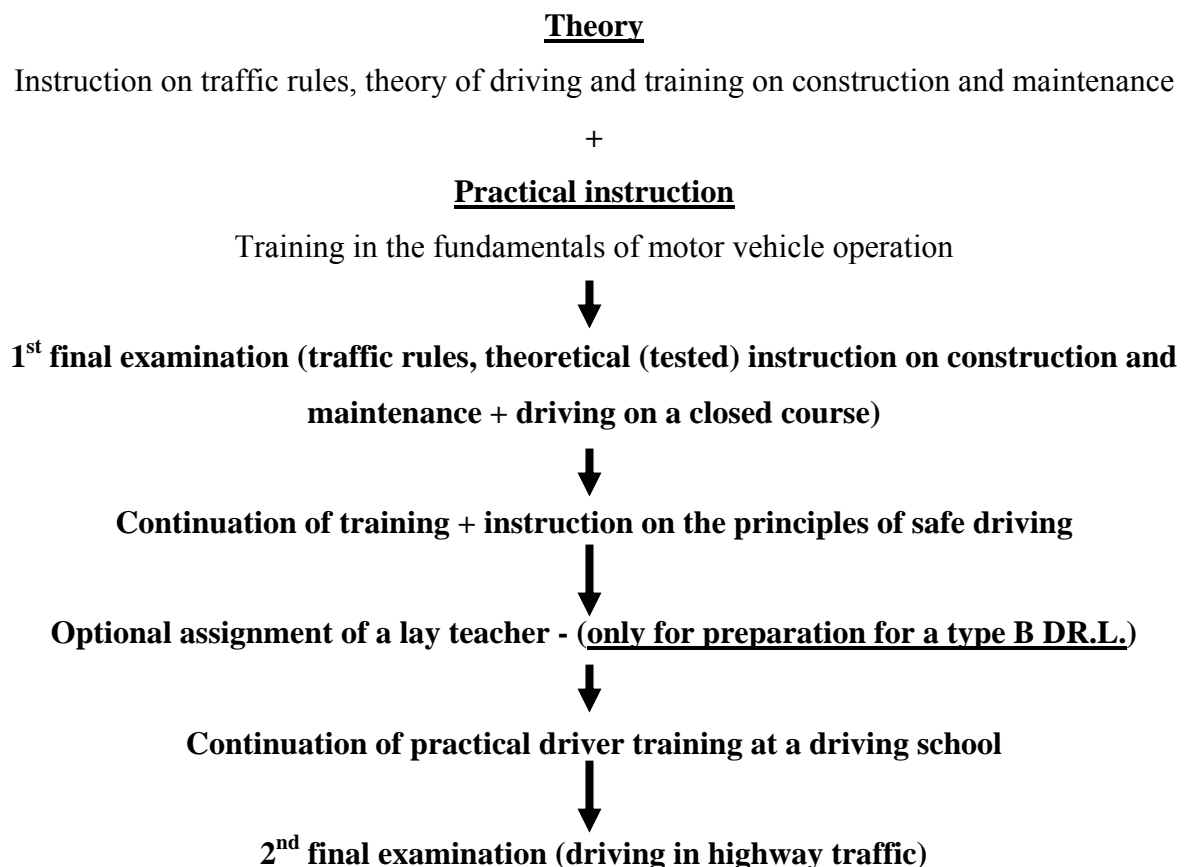 Theory
Instruction on traffic rules, theory of driving and training on construction and maintenance
+
Practical instruction
Training in the fundamentals of motor vehicle operation
1st final examination (traffic rules, theoretical (tested) instruction on construction and
maintenance + driving on a closed course)
Continuation of training + instruction on the principles of safe driving
Optional assignment of a lay teacher - (only for preparation for a type B DR.L.)
Continuation of practical driver training at a driving school
2nd final examination (driving in highway traffic)